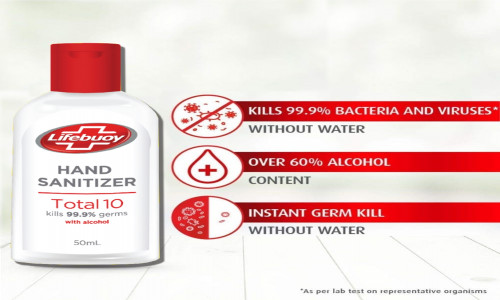 Lifebuoy
HAND
SANITIZER
Total 10
kills 99.9% germs
with alcohol
50mL
KILLS 99.9% BACTERIA AND VIRUSES*
WITHOUT WATER
OVER 60% ALCOHOL
CONTENT
INSTANT GERM KILL
WITHOUT WATER
*As per lab test on representative organisms